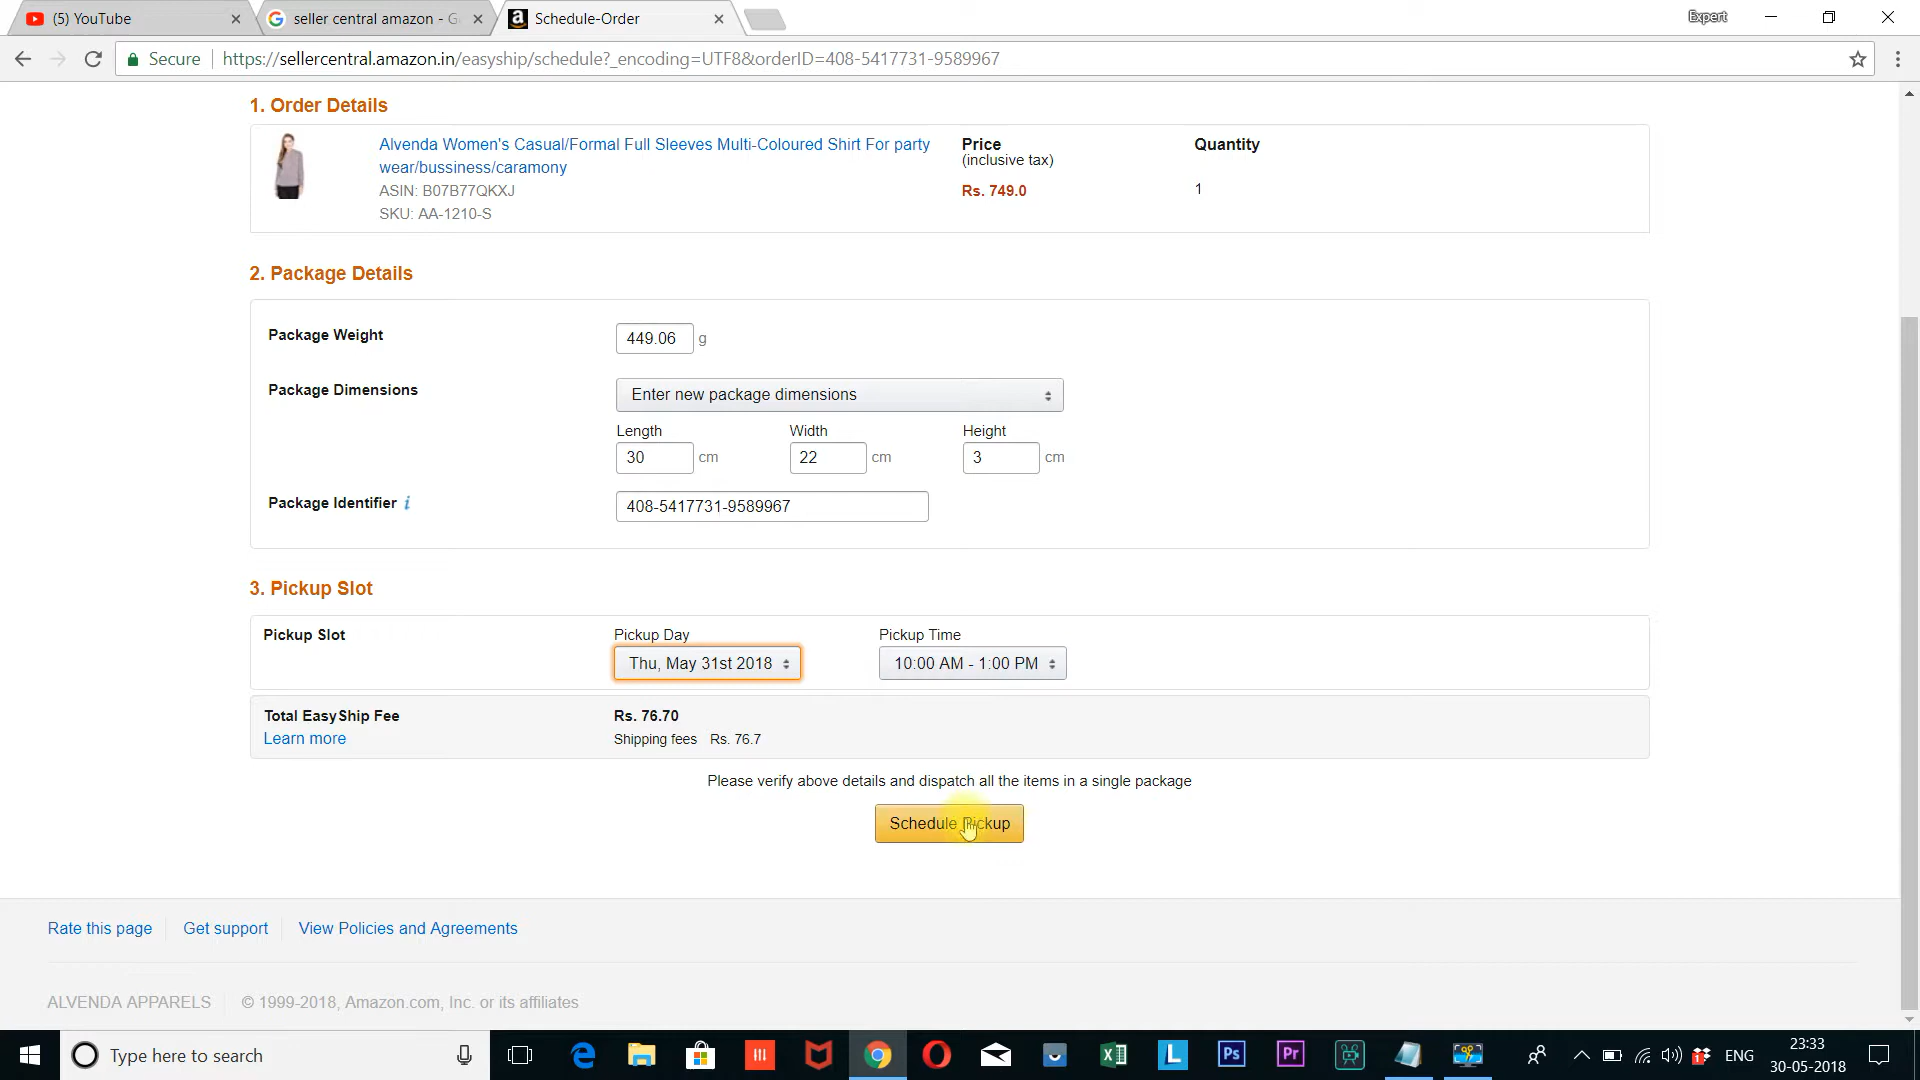 (5) YouTube
seller central amazon - G
Schedule-Order
Expert
Secure
https://sellercentral.amazon.in/easyship/schedule?_encoding=UTF8&orderID=408-5417731-9589967
1. Order Details
Alvenda Women's Casual/Formal Full Sleeves Multi-Coloured Shirt For party
wear/bussiness/caramony
ASIN: B07B77QKXJ
SKU: AA-1210-S
Price
(inclusive tax)
Rs. 749.0
Quantity
1
2. Package Details
Package Weight
449.06 g
Package Dimensions
Enter new package dimensions
Length Width Height
30 cm 22 cm 3 cm
Package Identifier i
408-5417731-9589967
3. Pickup Slot
Pickup Slot
Pickup Day
Thu, May 31st 2018
Pickup Time
10:00 AM - 1:00 PM
Total EasyShip Fee
Learn more
Rs. 76.70
Shipping fees Rs. 76.7
Please verify above details and dispatch all the items in a single package
Schedule Pickup
Rate this page
Get support
View Policies and Agreements
ALVENDA APPARELS
© 1999-2018, Amazon.com, Inc. or its affiliates
Type here to search
ENG
23:33
30-05-2018